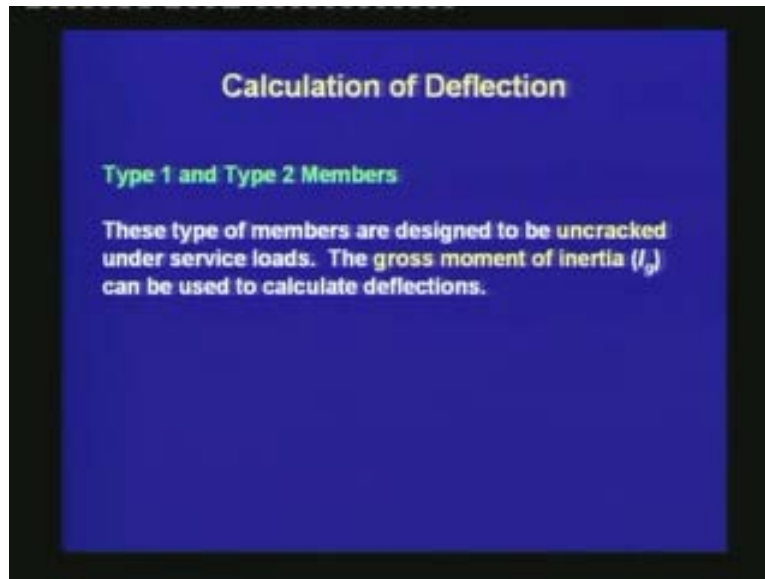 Calculation of Deflection
Type 1 and Type 2 Members
These type of members are designed to be uncracked
under service loads. The gross moment of inertia (Ig)
can be used to calculate deflections.